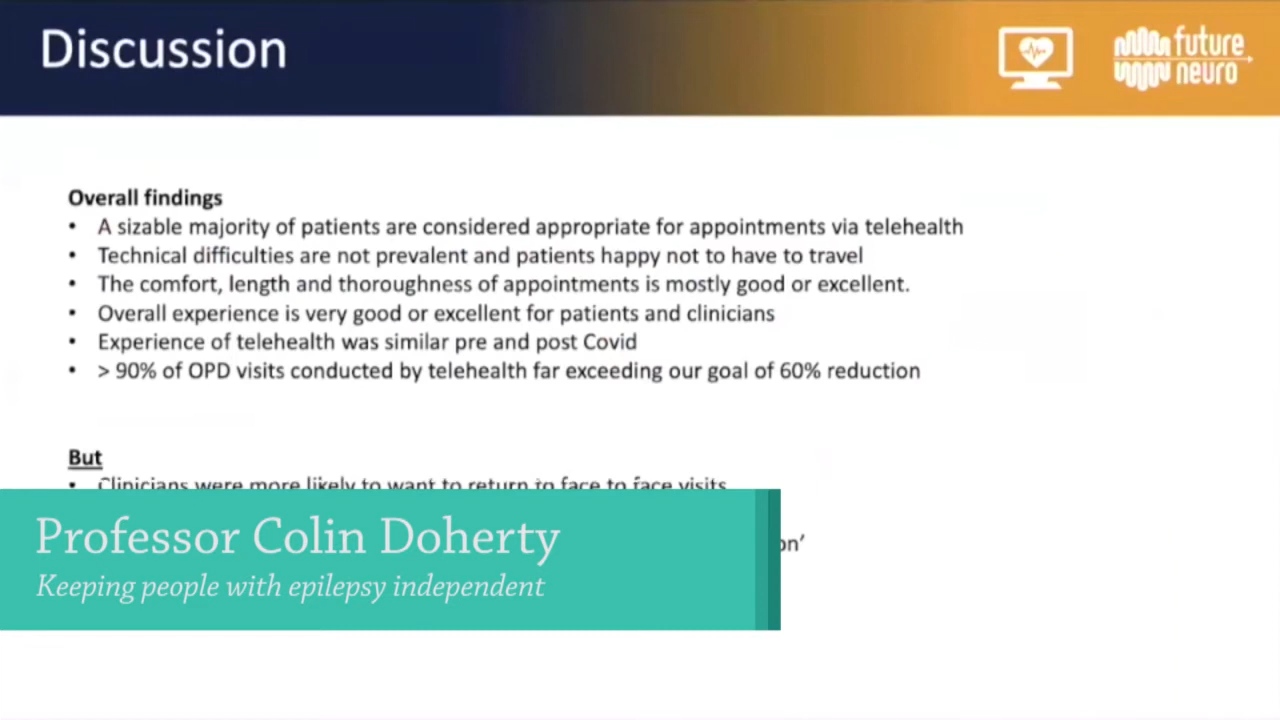 Discussion
future
neuro
Overall findings
• A sizable majority of patients are considered appropriate for appointments via telehealth
• Technical difficulties are not prevalent and patients happy not to have to travel
• The comfort, length and thoroughness of appointments is mostly good or excellent.
• Overall experience is very good or excellent for patients and clinicians
• Experience of telehealth was similar pre and post Covid
• > 90% of OPD visits conducted by telehealth far exceeding our goal of 60% reduction
But
• Clinicians were more likely to want to return to face to face visits
Professor Colin Doherty
Keeping people with epilepsy independent